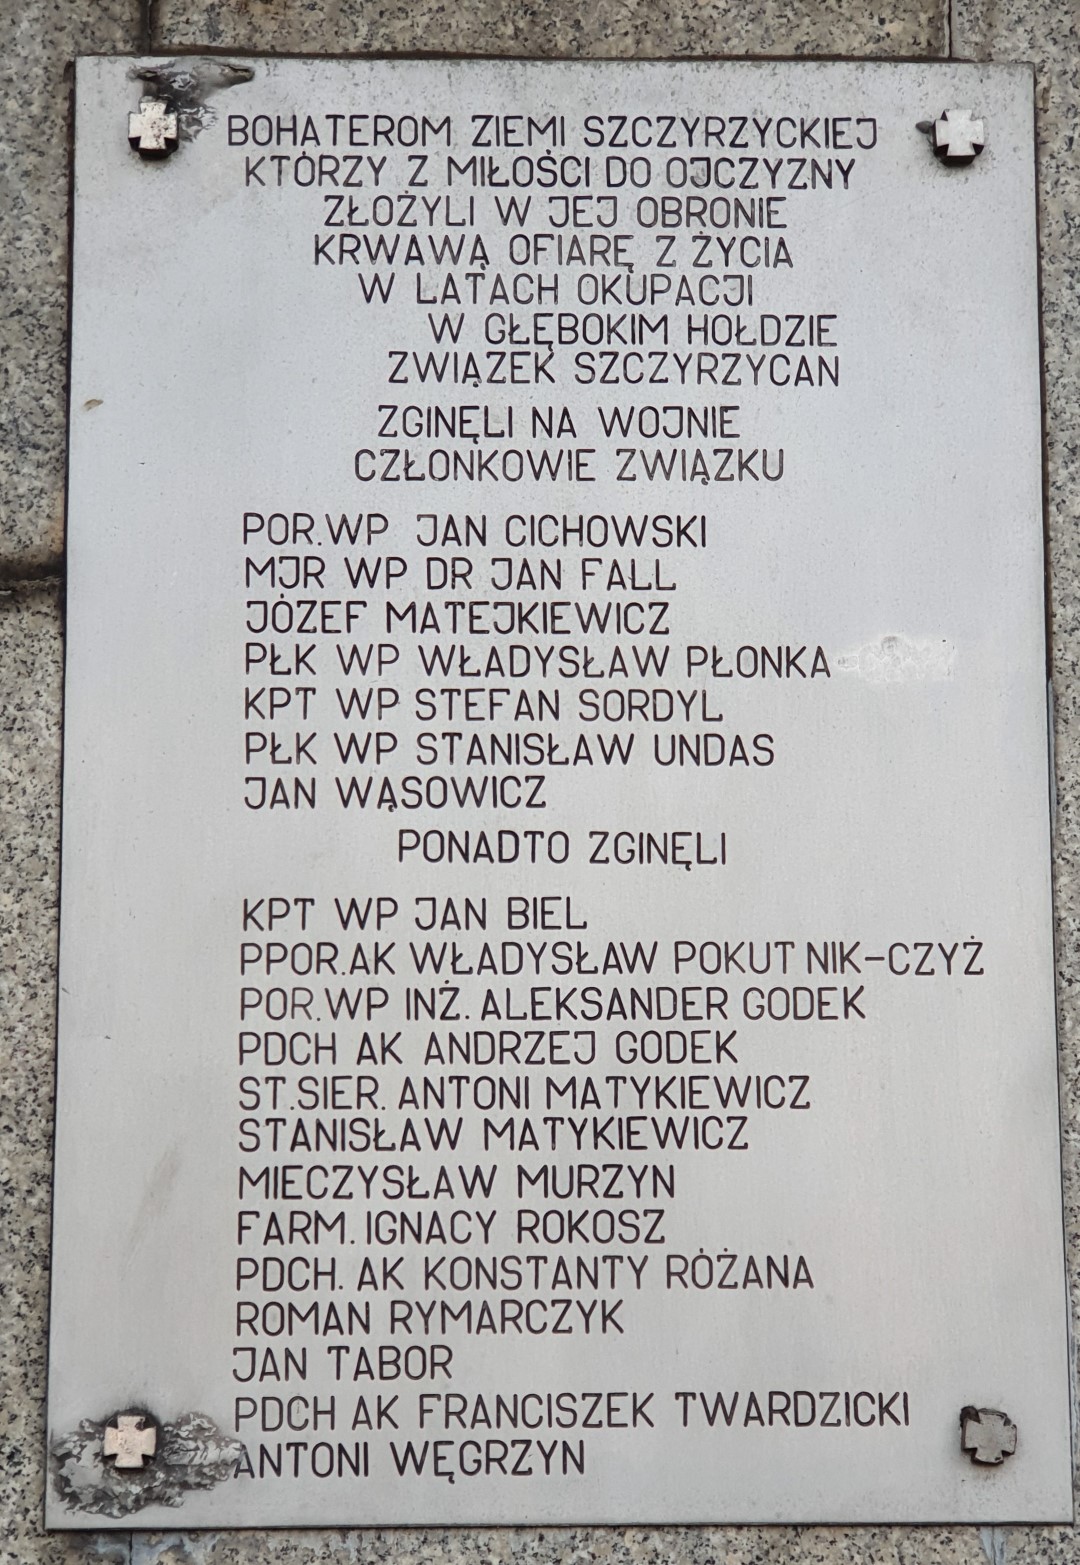 BOHATEROM ZIEMI SZCZYRZYCKIEJ
KTÓRZY Z MIŁOŚCI DO OJCZYZNY
ZŁOŻYLI W JEJ OBRONIE
KRWAWĄ OFIARĘ Z ŻYCIA
W LATACH OKUPACJI
W GŁĘBOKIM HOŁDZIE
ZWIĄZEK SZCZYRZYCAN
ZGINĘLI NA WOJNIE
CZŁONKOWIE ZWIĄZKU
POR.WP JAN CICHOWSKI
MJR WP DR JAN FALL
JÓZEF MATEJKIEWICZ
PŁK WP WŁADYSŁAW PŁONKA
KPT WP STEFAN SORDYL
PŁK WP STANISŁAW UNDAS
JAN WĄSOWICZ
PONADTO ZGINĘLI
KPT WP JAN BIEL
PPOR.AK WŁADYSŁAW POKUTNIK-CZYŻ
POR.WP INŻ. ALEKSANDER GODEK
PDCH AK ANDRZEJ GODEK
ST.SIER. ANTONI MATYKIEWICZ
STANISŁAW MATYKIEWICZ
MIECZYSŁAW MURZYN
FARM. IGNACY ROKOSZ
PDCH. AK KONSTANTY RÓŻANA
ROMAN RYMARCZYK
JAN TABOR
PDCH AK FRANCISZEK TWARDZICKI
ANTONI WĘGRZYN